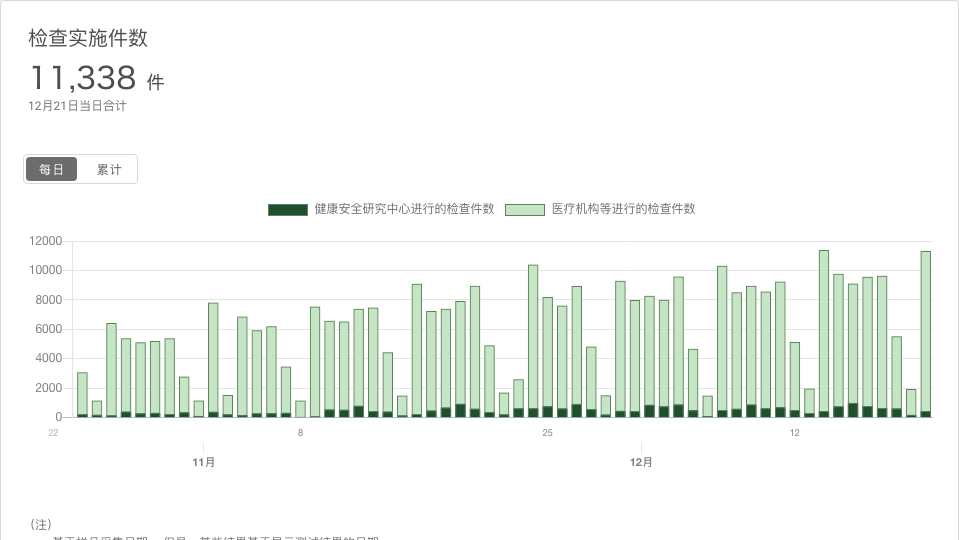 检查实施件数
11,338 件
12月21日当日合计
每日 累计
健康安全研究中心进行的检查件数 医疗机构等进行的检查件数
12000
10000
8000
6000
4000
2000
0
22 8 25 12
11月 12月
(注)